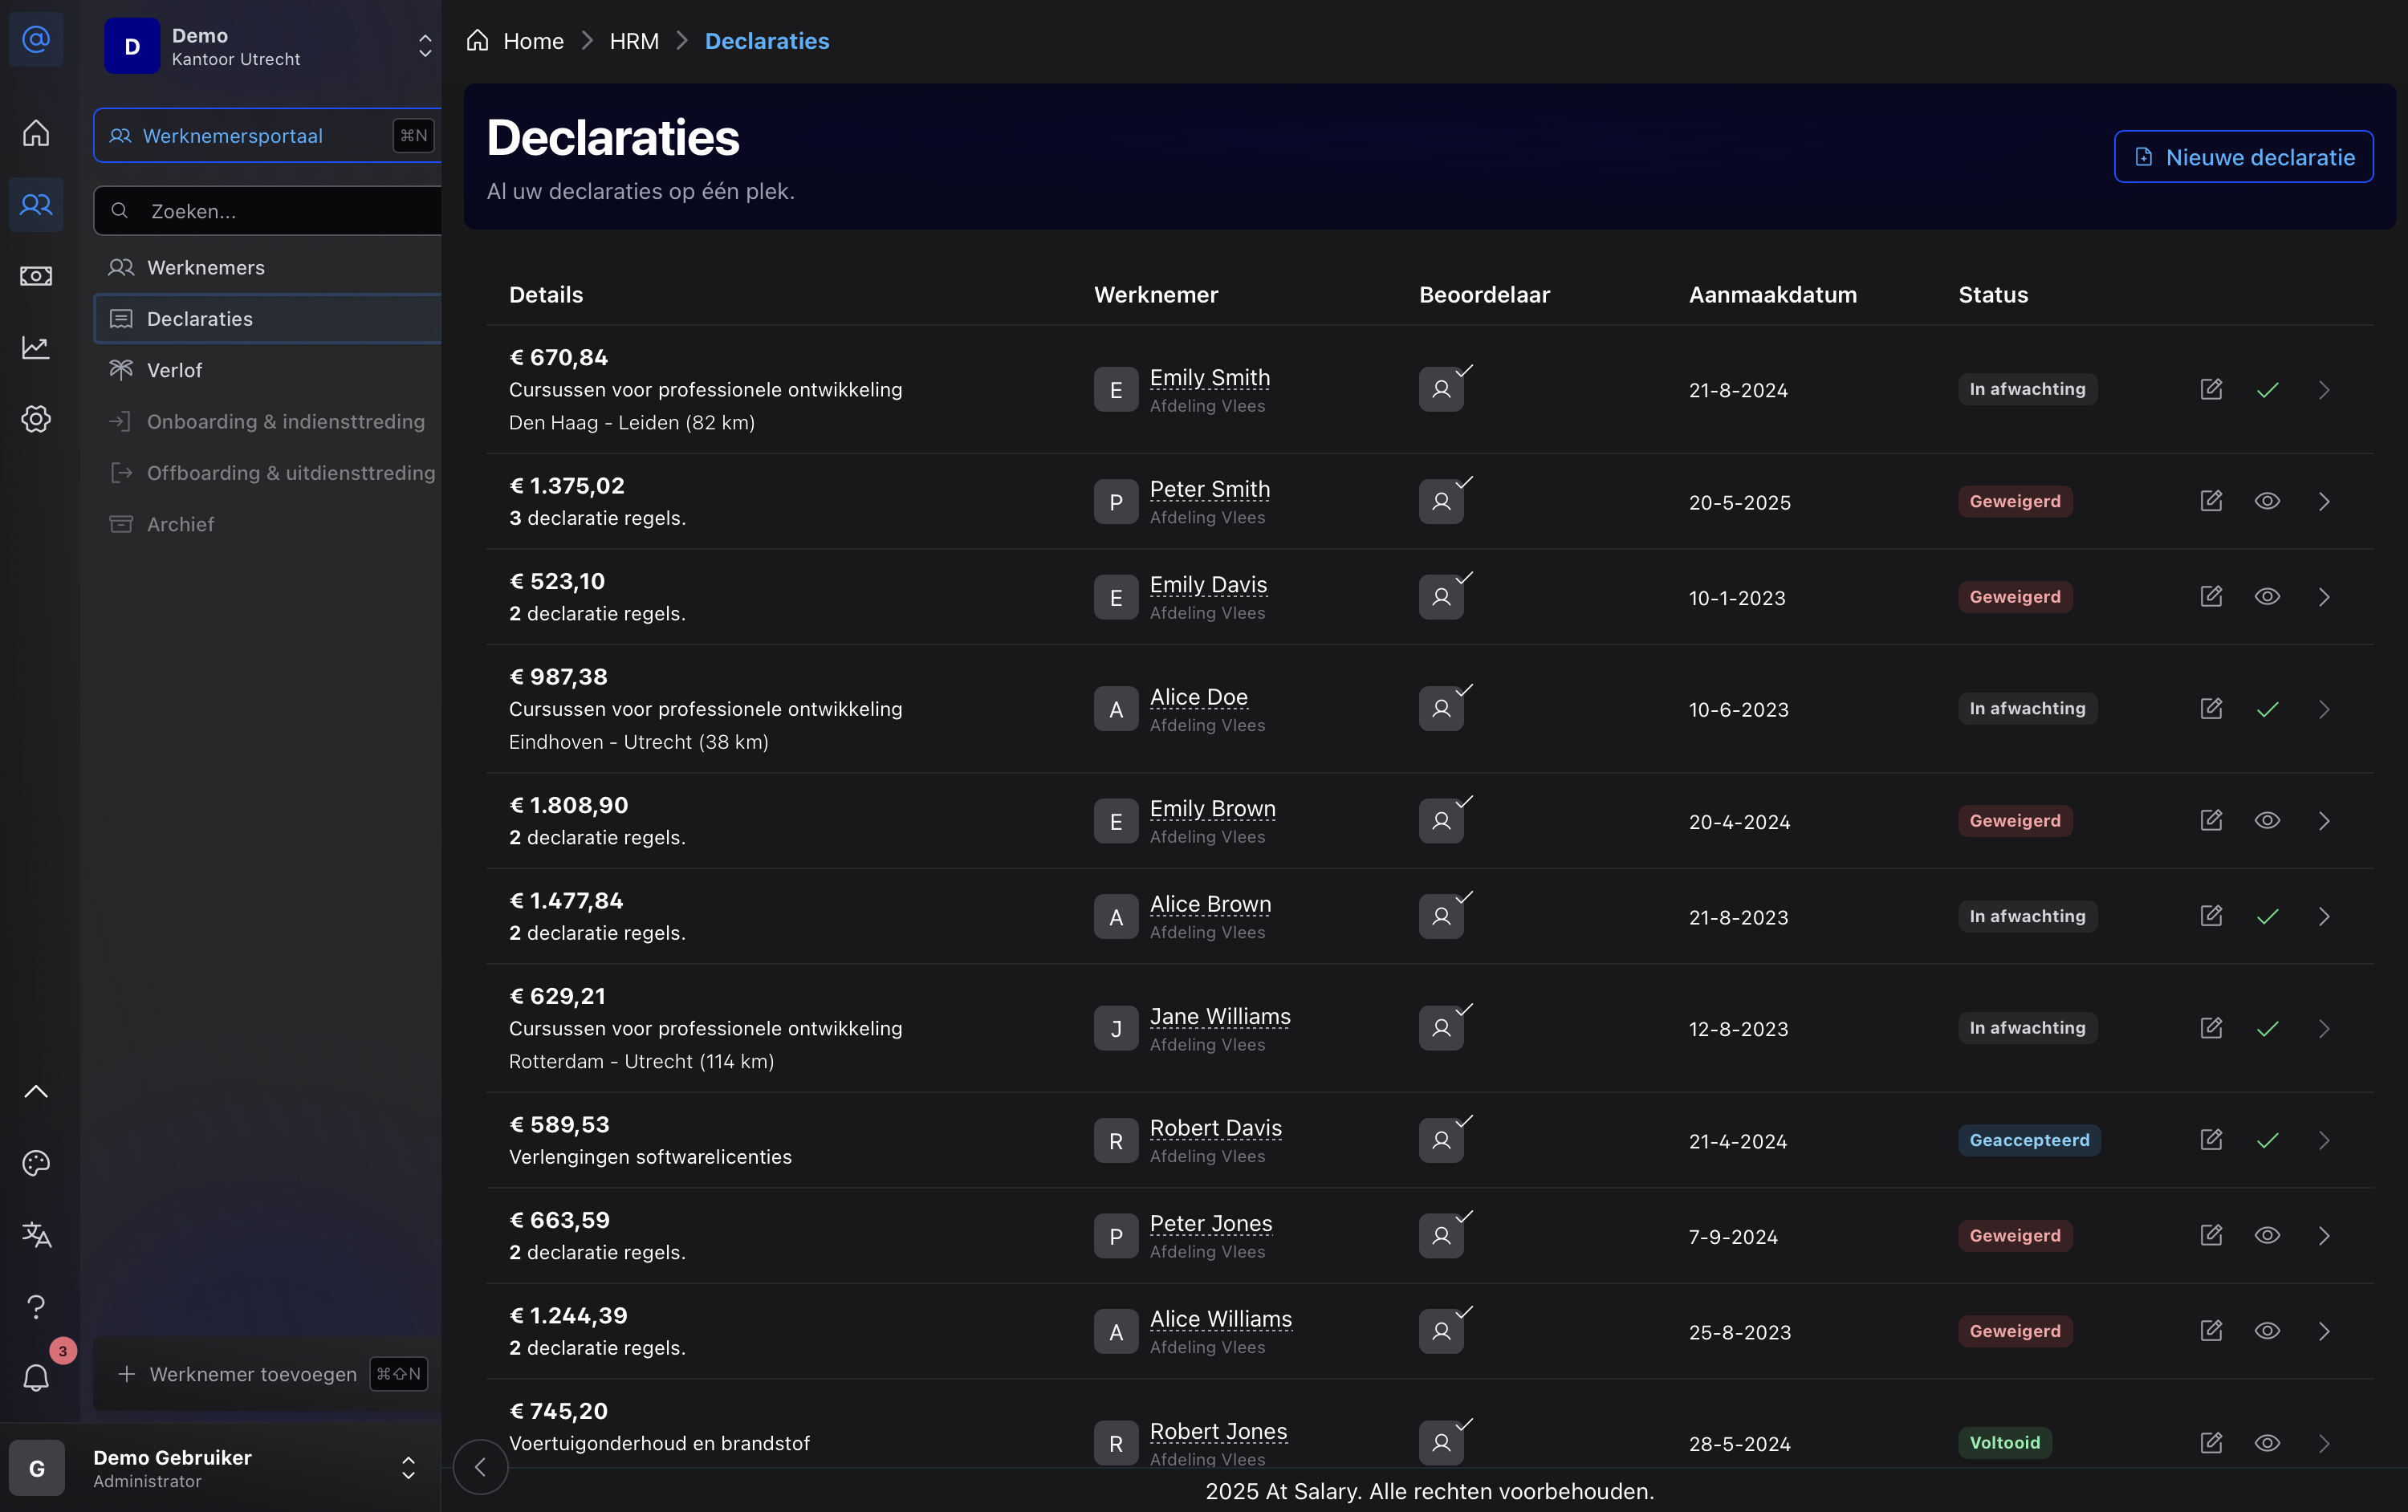 D
Demo
Kantoor Utrecht
Werknemersportaal
⌘N
Zoeken...
Werknemers
Declaraties
Verlof
Onboarding & indiensttreding
Offboarding & uitdiensttreding
Archief
3
Werknemer toevoegen
⌘⇧N
G
Demo Gebruiker
Administrator
Home
HRM
Declaraties
Declaraties
Al uw declaraties op één plek.
Nieuwe declaratie
Details Werknemer Beoordelaar Aanmaakdatum Status
€ 670,84
Cursussen voor professionele ontwikkeling
Den Haag - Leiden (82 km)
E
Emily Smith
Afdeling Vlees
21-8-2024
In afwachting
€ 1.375,02
3 declaratie regels.
P
Peter Smith
Afdeling Vlees
20-5-2025
Geweigerd
€ 523,10
2 declaratie regels.
E
Emily Davis
Afdeling Vlees
10-1-2023
Geweigerd
€ 987,38
Cursussen voor professionele ontwikkeling
Eindhoven - Utrecht (38 km)
A
Alice Doe
Afdeling Vlees
10-6-2023
In afwachting
€ 1.808,90
2 declaratie regels.
E
Emily Brown
Afdeling Vlees
20-4-2024
Geweigerd
€ 1.477,84
2 declaratie regels.
A
Alice Brown
Afdeling Vlees
21-8-2023
In afwachting
€ 629,21
Cursussen voor professionele ontwikkeling
Rotterdam - Utrecht (114 km)
J
Jane Williams
Afdeling Vlees
12-8-2023
In afwachting
€ 589,53
Verlengingen softwarelicenties
R
Robert Davis
Afdeling Vlees
21-4-2024
Geaccepteerd
€ 663,59
2 declaratie regels.
P
Peter Jones
Afdeling Vlees
7-9-2024
Geweigerd
€ 1.244,39
2 declaratie regels.
A
Alice Williams
Afdeling Vlees
25-8-2023
Geweigerd
€ 745,20
Voertuigonderhoud en brandstof
R
Robert Jones
Afdeling Vlees
28-5-2024
Voltooid
2025 At Salary. Alle rechten voorbehouden.